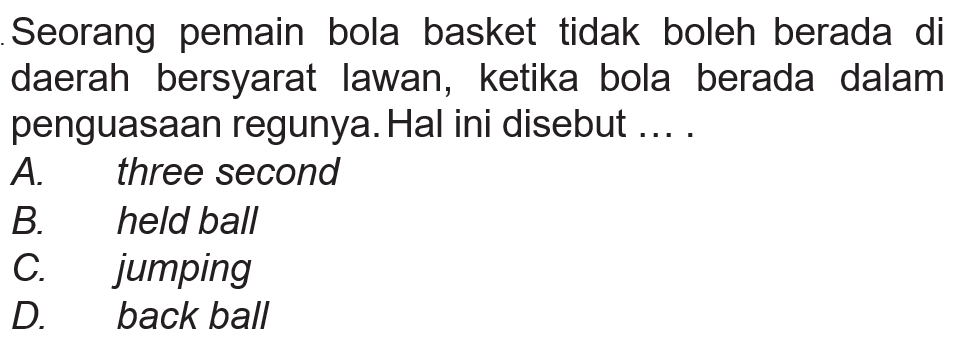 . Seorang pemain bola basket tidak boleh berada di
daerah bersyarat lawan, ketika bola berada dalam
penguasaan regunya. Hal ini disebut ... .
A. three second
B. held ball
C. jumping
D. back ball